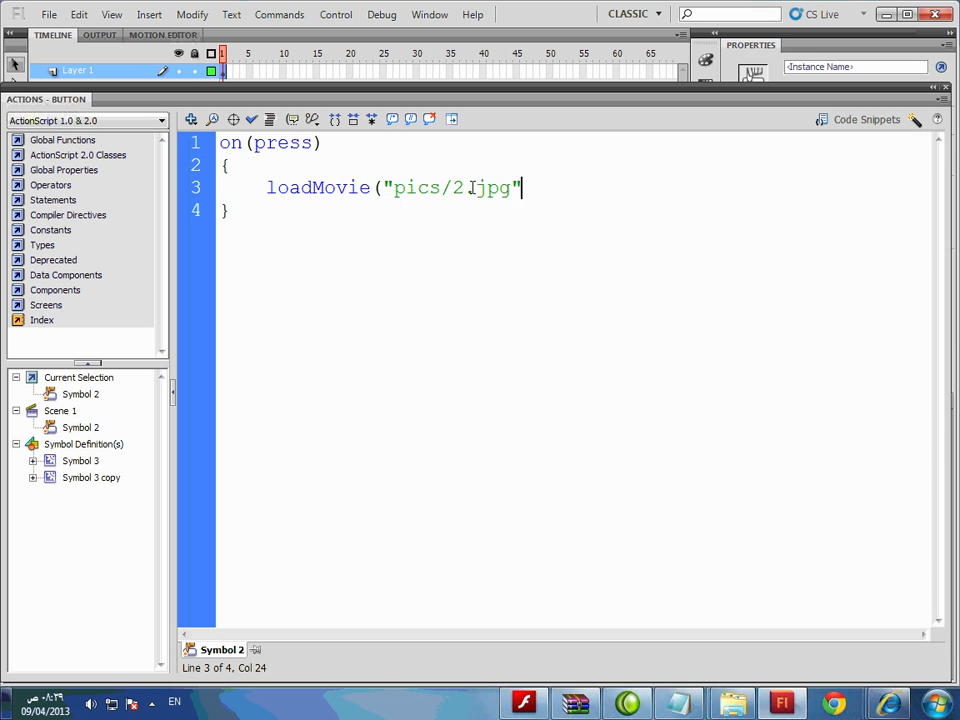 Fl File Edit View Insert Modify Text Commands Control Debug Window Help CLASSIC CS Live
TIMELINE OUTPUT MOTION EDITOR
1 5 10 15 20 25 30 35 40 45 50 55 60 65
Layer 1
PROPERTIES
<Instance Name>
ACTIONS - BUTTON
ActionScript 1.0 & 2.0
Code Snippets
Global Functions
ActionScript 2.0 Classes
Global Properties
Operators
Statements
Compiler Directives
Constants
Types
Deprecated
Data Components
Components
Screens
Index
1 on(press)
2 {
3 loadMovie("pics/2.jpg"
4 }
Current Selection
Symbol 2
Scene 1
Symbol 2
Symbol Definition(s)
Symbol 3
Symbol 3 copy
Symbol 2
Line 3 of 4, Col 24
٠٨:٣٩ ص
09/04/2013
EN
Fl